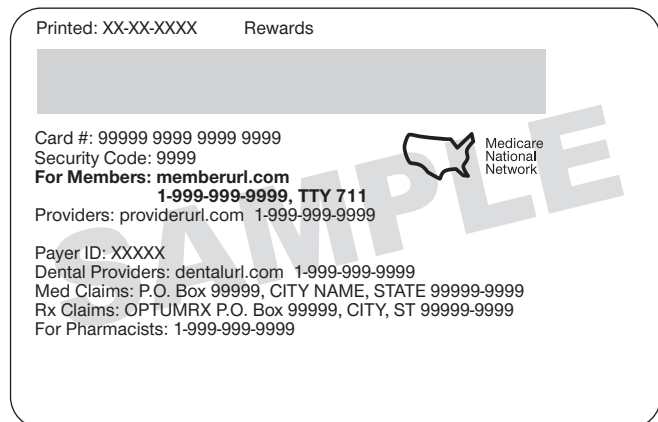 Printed: XX-XX-XXXX Rewards
Card #: 99999 9999 9999 9999
Security Code: 9999
For Members: memberurl.com
1-999-999-9999, TTY 711
Providers: providerurl.com 1-999-999-9999
Medicare
National
Network
Payer ID: XXXXX
Dental Providers: dentalurl.com 1-999-999-9999
Med Claims: P.O. Box 99999, CITY NAME, STATE 99999-9999
Rx Claims: OPTUMRX P.O. Box 99999, CITY, ST 99999-9999
For Pharmacists: 1-999-999-9999
SAMPLE